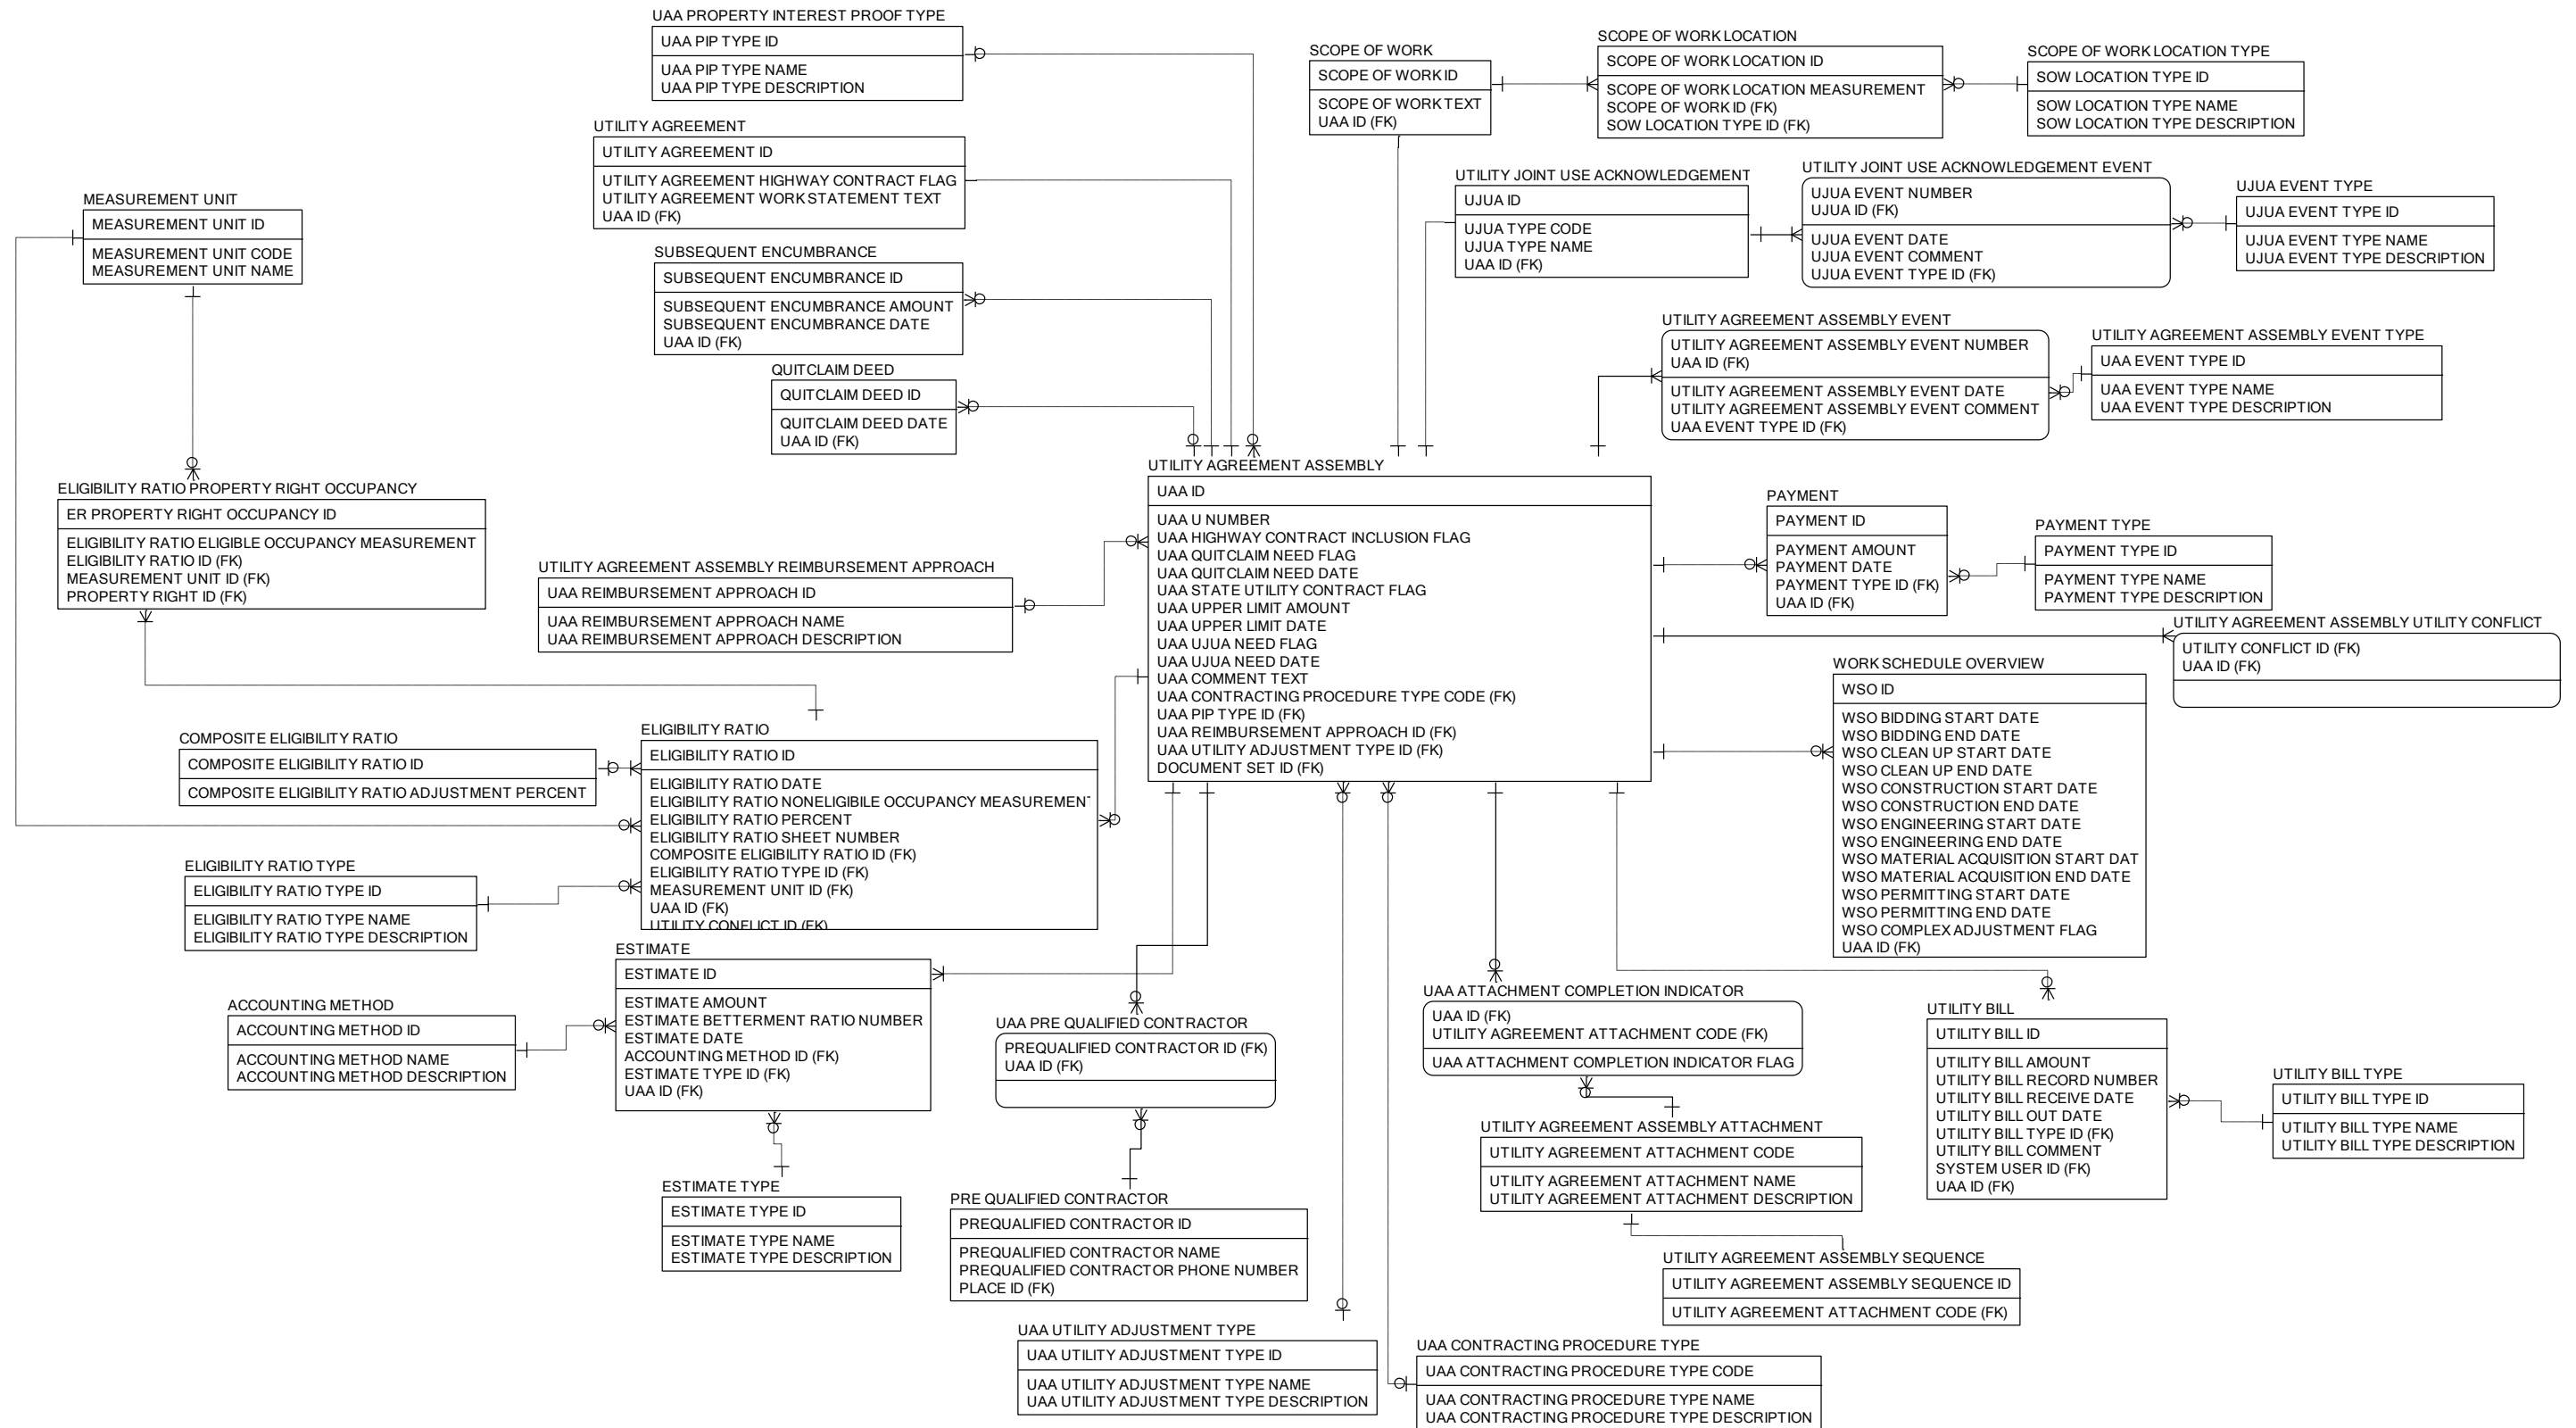 UAA PROPERTY INTEREST PROOF TYPE
UAA PIP TYPE ID
UAA PIP TYPE NAME
UAA PIP TYPE DESCRIPTION
SCOPE OF WORK
SCOPE OF WORK ID
SCOPE OF WORK TEXT
UAA ID (FK)
SCOPE OF WORK LOCATION
SCOPE OF WORK LOCATION ID
SCOPE OF WORK LOCATION MEASUREMENT
SCOPE OF WORK ID (FK)
SOW LOCATION TYPE ID (FK)
SCOPE OF WORK LOCATION TYPE
SOW LOCATION TYPE ID
SOW LOCATION TYPE NAME
SOW LOCATION TYPE DESCRIPTION
UTILITY AGREEMENT
UTILITY AGREEMENT ID
UTILITY AGREEMENT HIGHWAY CONTRACT FLAG
UTILITY AGREEMENT WORK STATEMENT TEXT
UAA ID (FK)
MEASUREMENT UNIT
MEASUREMENT UNIT ID
MEASUREMENT UNIT CODE
MEASUREMENT UNIT NAME
UTILITY JOINT USE ACKNOWLEDGEMENT
UJUA ID
UJUA TYPE CODE
UJUA TYPE NAME
UAA ID (FK)
UTILITY JOINT USE ACKNOWLEDGEMENT EVENT
UJUA EVENT NUMBER
UJUA ID (FK)
UJUA EVENT DATE
UJUA EVENT COMMENT
UJUA EVENT TYPE ID (FK)
UJUA EVENT TYPE
UJUA EVENT TYPE ID
UJUA EVENT TYPE NAME
UJUA EVENT TYPE DESCRIPTION
SUBSEQUENT ENCUMBRANCE
SUBSEQUENT ENCUMBRANCE ID
SUBSEQUENT ENCUMBRANCE AMOUNT
SUBSEQUENT ENCUMBRANCE DATE
UAA ID (FK)
QUITCLAIM DEED
QUITCLAIM DEED ID
QUITCLAIM DEED DATE
UAA ID (FK)
UTILITY AGREEMENT ASSEMBLY EVENT
UTILITY AGREEMENT ASSEMBLY EVENT NUMBER
UAA ID (FK)
UTILITY AGREEMENT ASSEMBLY EVENT DATE
UTILITY AGREEMENT ASSEMBLY EVENT COMMENT
UAA EVENT TYPE ID (FK)
UTILITY AGREEMENT ASSEMBLY EVENT TYPE
UAA EVENT TYPE ID
UAA EVENT TYPE NAME
UAA EVENT TYPE DESCRIPTION
ELIGIBILITY RATIO PROPERTY RIGHT OCCUPANCY
ER PROPERTY RIGHT OCCUPANCY ID
ELIGIBILITY RATIO ELIGIBLE OCCUPANCY MEASUREMENT
ELIGIBILITY RATIO ID (FK)
MEASUREMENT UNIT ID (FK)
PROPERTY RIGHT ID (FK)
UTILITY AGREEMENT ASSEMBLY
UAA ID
UAA U NUMBER
UAA HIGHWAY CONTRACT INCLUSION FLAG
UAA QUITCLAIM NEED FLAG
UAA QUITCLAIM NEED DATE
UAA STATE UTILITY CONTRACT FLAG
UAA UPPER LIMIT AMOUNT
UAA UPPER LIMIT DATE
UAA UJUA NEED FLAG
UAA UJUA NEED DATE
UAA COMMENT TEXT
UAA CONTRACTING PROCEDURE TYPE CODE (FK)
UAA PIP TYPE ID (FK)
UAA REIMBURSEMENT APPROACH ID (FK)
UAA UTILITY ADJUSTMENT TYPE ID (FK)
DOCUMENT SET ID (FK)
PAYMENT
PAYMENT ID
PAYMENT AMOUNT
PAYMENT DATE
PAYMENT TYPE ID (FK)
UAA ID (FK)
PAYMENT TYPE
PAYMENT TYPE ID
PAYMENT TYPE NAME
PAYMENT TYPE DESCRIPTION
UTILITY AGREEMENT ASSEMBLY REIMBURSEMENT APPROACH
UAA REIMBURSEMENT APPROACH ID
UAA REIMBURSEMENT APPROACH NAME
UAA REIMBURSEMENT APPROACH DESCRIPTION
UTILITY AGREEMENT ASSEMBLY UTILITY CONFLICT
UTILITY CONFLICT ID (FK)
UAA ID (FK)
WORK SCHEDULE OVERVIEW
WSO ID
WSO BIDDING START DATE
WSO BIDDING END DATE
WSO CLEAN UP START DATE
WSO CLEAN UP END DATE
WSO CONSTRUCTION START DATE
WSO CONSTRUCTION END DATE
WSO ENGINEERING START DATE
WSO ENGINEERING END DATE
WSO MATERIAL ACQUISITION START DAT
WSO MATERIAL ACQUISITION END DATE
WSO PERMITTING START DATE
WSO PERMITTING END DATE
WSO COMPLEX ADJUSTMENT FLAG
UAA ID (FK)
COMPOSITE ELIGIBILITY RATIO
COMPOSITE ELIGIBILITY RATIO ID
COMPOSITE ELIGIBILITY RATIO ADJUSTMENT PERCENT
ELIGIBILITY RATIO
ELIGIBILITY RATIO ID
ELIGIBILITY RATIO DATE
ELIGIBILITY RATIO NONELIGIBILE OCCUPANCY MEASUREMENT
ELIGIBILITY RATIO PERCENT
ELIGIBILITY RATIO SHEET NUMBER
COMPOSITE ELIGIBILITY RATIO ID (FK)
ELIGIBILITY RATIO TYPE ID (FK)
MEASUREMENT UNIT ID (FK)
UAA ID (FK)
UTILITY CONFLICT ID (FK)
ELIGIBILITY RATIO TYPE
ELIGIBILITY RATIO TYPE ID
ELIGIBILITY RATIO TYPE NAME
ELIGIBILITY RATIO TYPE DESCRIPTION
ESTIMATE
ESTIMATE ID
ESTIMATE AMOUNT
ESTIMATE BETTERMENT RATIO NUMBER
ESTIMATE DATE
ACCOUNTING METHOD ID (FK)
ESTIMATE TYPE ID (FK)
UAA ID (FK)
ACCOUNTING METHOD
ACCOUNTING METHOD ID
ACCOUNTING METHOD NAME
ACCOUNTING METHOD DESCRIPTION
UAA PRE QUALIFIED CONTRACTOR
PREQUALIFIED CONTRACTOR ID (FK)
UAA ID (FK)
UAA ATTACHMENT COMPLETION INDICATOR
UAA ID (FK)
UTILITY AGREEMENT ATTACHMENT CODE (FK)
UAA ATTACHMENT COMPLETION INDICATOR FLAG
UTILITY BILL
UTILITY BILL ID
UTILITY BILL AMOUNT
UTILITY BILL RECORD NUMBER
UTILITY BILL RECEIVE DATE
UTILITY BILL OUT DATE
UTILITY BILL TYPE ID (FK)
UTILITY BILL COMMENT
SYSTEM USER ID (FK)
UAA ID (FK)
UTILITY BILL TYPE
UTILITY BILL TYPE ID
UTILITY BILL TYPE NAME
UTILITY BILL TYPE DESCRIPTION
UTILITY AGREEMENT ASSEMBLY ATTACHMENT
UTILITY AGREEMENT ATTACHMENT CODE
UTILITY AGREEMENT ATTACHMENT NAME
UTILITY AGREEMENT ATTACHMENT DESCRIPTION
ESTIMATE TYPE
ESTIMATE TYPE ID
ESTIMATE TYPE NAME
ESTIMATE TYPE DESCRIPTION
PRE QUALIFIED CONTRACTOR
PREQUALIFIED CONTRACTOR ID
PREQUALIFIED CONTRACTOR NAME
PREQUALIFIED CONTRACTOR PHONE NUMBER
PLACE ID (FK)
UTILITY AGREEMENT ASSEMBLY SEQUENCE
UTILITY AGREEMENT ASSEMBLY SEQUENCE ID
UTILITY AGREEMENT ATTACHMENT CODE (FK)
UAA UTILITY ADJUSTMENT TYPE
UAA UTILITY ADJUSTMENT TYPE ID
UAA UTILITY ADJUSTMENT TYPE NAME
UAA UTILITY ADJUSTMENT TYPE DESCRIPTION
UAA CONTRACTING PROCEDURE TYPE
UAA CONTRACTING PROCEDURE TYPE CODE
UAA CONTRACTING PROCEDURE TYPE NAME
UAA CONTRACTING PROCEDURE TYPE DESCRIPTION